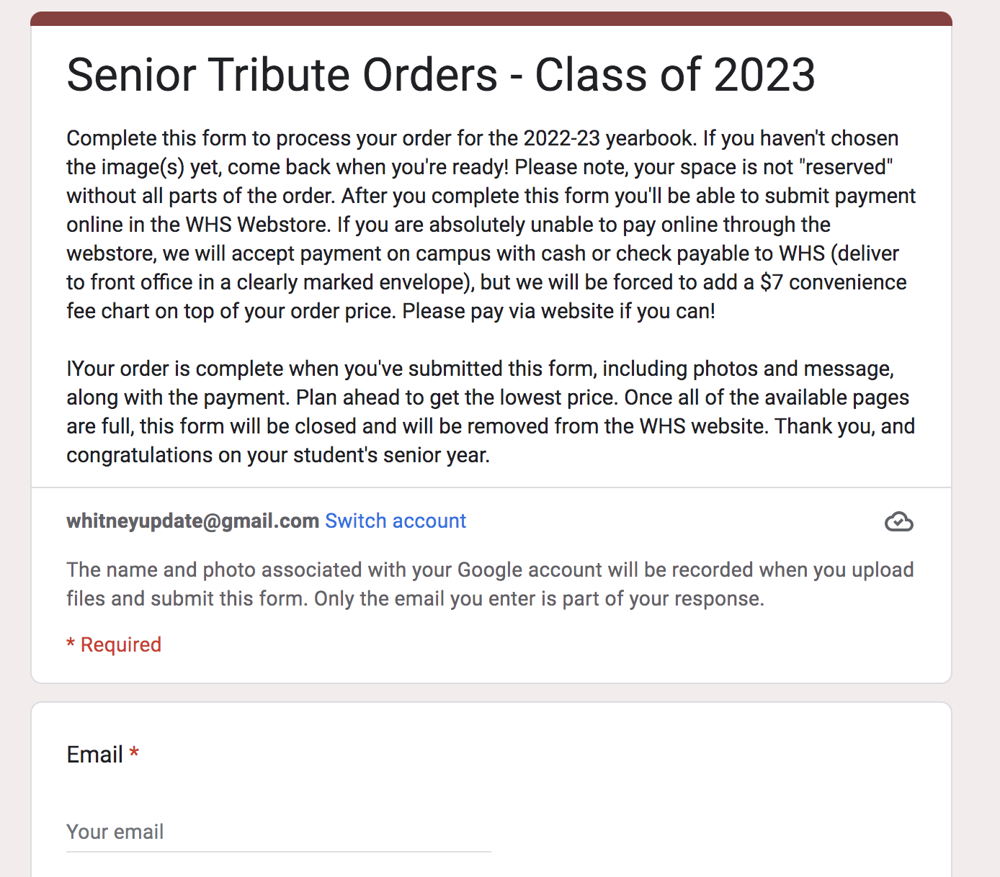 Senior Tribute Orders - Class of 2023
Complete this form to process your order for the 2022-23 yearbook. If you haven't chosen
the image(s) yet, come back when you're ready! Please note, your space is not "reserved"
without all parts of the order. After you complete this form you'll be able to submit payment
online in the WHS Webstore. If you are absolutely unable to pay online through the
webstore, we will accept payment on campus with cash or check payable to WHS (deliver
to front office in a clearly marked envelope), but we will be forced to add a $7 convenience
fee chart on top of your order price. Please pay via website if you can!
IYour order is complete when you've submitted this form, including photos and message,
along with the payment. Plan ahead to get the lowest price. Once all of the available pages
are full, this form will be closed and will be removed from the WHS website. Thank you, and
congratulations on your student's senior year.
whitneyupdate@gmail.com Switch account
The name and photo associated with your Google account will be recorded when you upload
files and submit this form. Only the email you enter is part of your response.
* Required
Email *
Your email